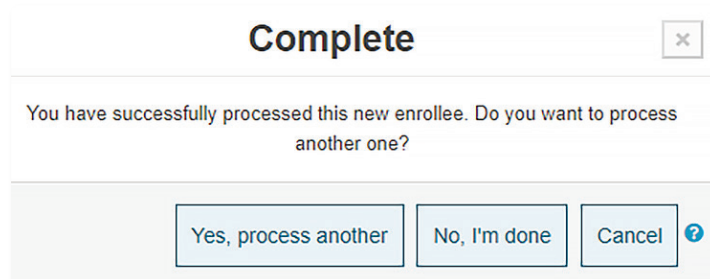 Complete
You have successfully processed this new enrollee. Do you want to process
another one?
Yes, process another
No, I'm done
Cancel
?